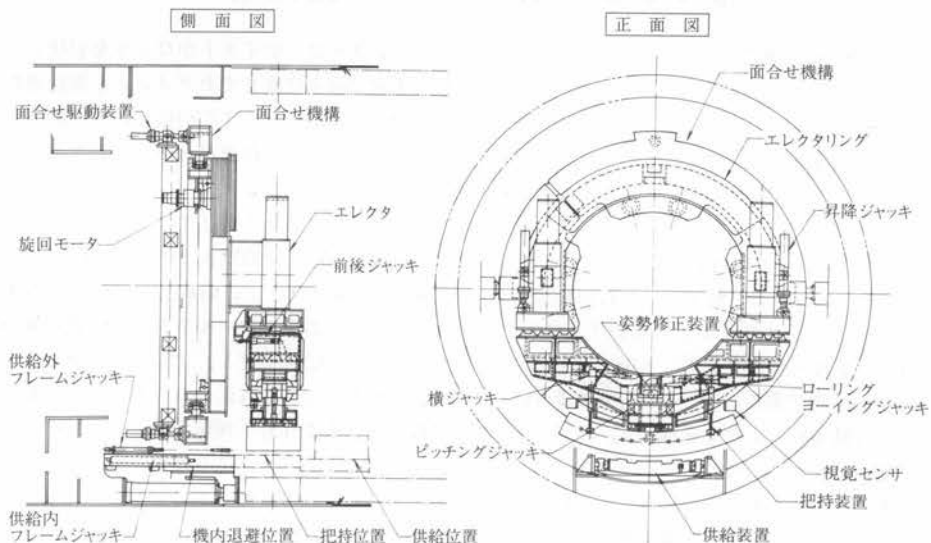 側面図
面合せ駆動装置
面合せ機構
旋回モータ
エレクタ
前後ジャッキ
供給外
フレームジャッキ
供給内
フレームジャッキ
機内退避位置
把持位置
供給位置
正面図
面合せ機構
エレクタリング
昇降ジャッキ
姿勢修正装置
横ジャッキ
ローリング
ヨーイングジャッキ
ピッチングジャッキ
視覚センサ
把持装置
供給装置